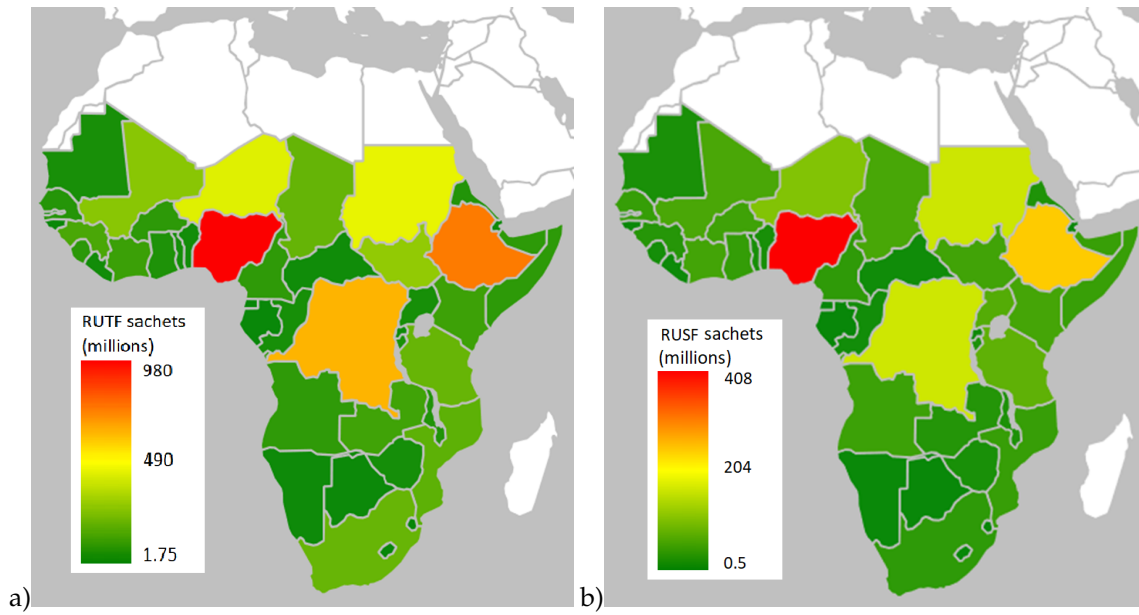 RUTF sachets
(millions)
980
490
1.75
a)
RUSF sachets
(millions)
408
204
0.5
b)